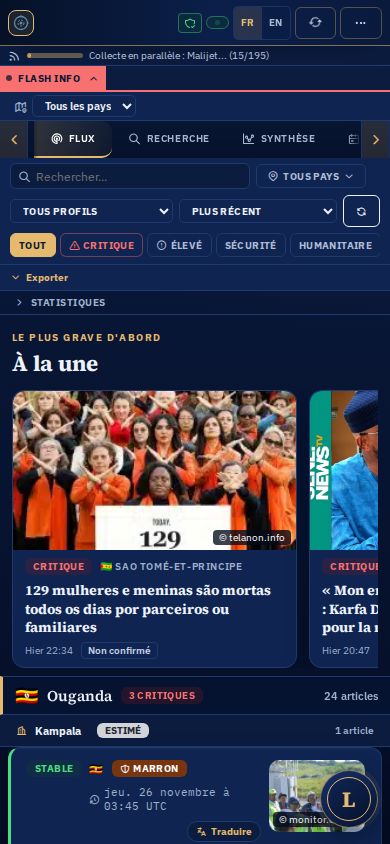 FR EN
Collecte en parallèle : Malijet... (15/195)
FLASH INFO
Tous les pays
FLUX RECHERCHE SYNTHÈSE
Rechercher... TOUS PAYS
TOUS PROFILS PLUS RÉCENT
TOUT CRITIQUE ÉLEVÉ SÉCURITÉ HUMANITAIRE
Exporter
STATISTIQUES
LE PLUS GRAVE D'ABORD
À la une
TODAY,
129
© telanon.info
NEWS TV
CRITIQUE SAO TOMÉ-ET-PRINCIPE
129 mulheres e meninas são mortas
todos os dias por parceiros ou
familiares
Hier 22:34 Non confirmé
CRITIQUE
« Mon
: Karfa D
pour la
Hier 20:47
Ouganda 3 CRITIQUES 24 articles
Kampala ESTIMÉ 1 article
STABLE MARRON
jeu. 26 novembre à
03:45 UTC
© monitor.
L
Traduire